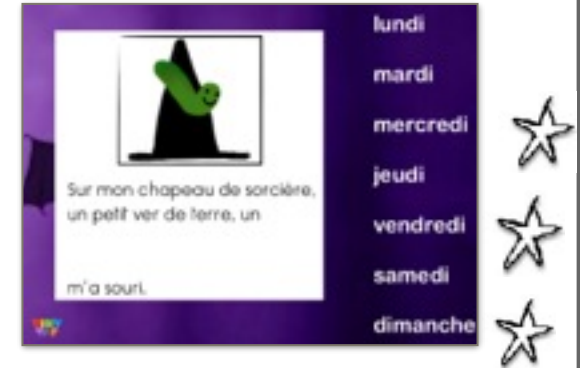 Sur mon chapeau de sorcière,
un petit ver de terre, un
m'a souri.
lundi
mardi
mercredi
jeudi
vendredi
samedi
dimanche